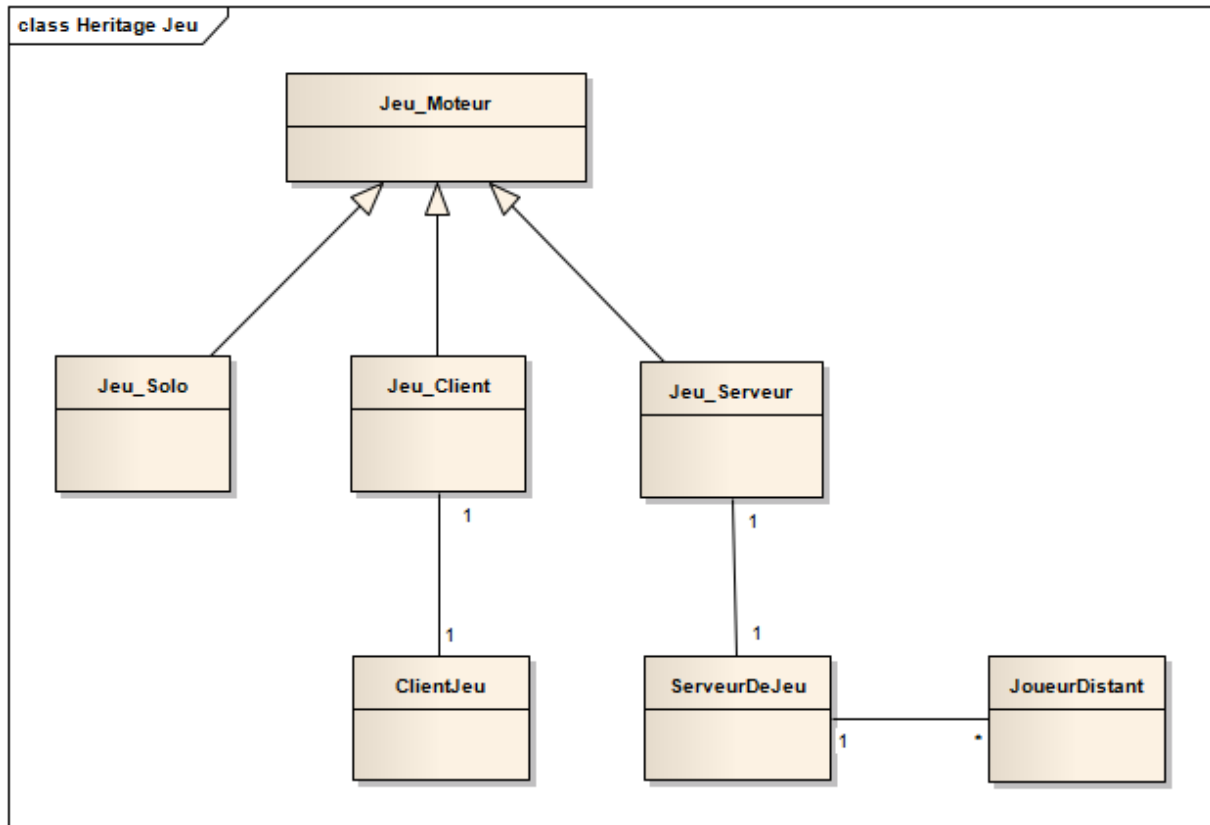 class Heritage Jeu
Jeu_Moteur
Jeu_Solo
Jeu_Client
Jeu_Serveur
1
1
1
1
ClientJeu
ServeurDeJeu
JoueurDistant
1
*